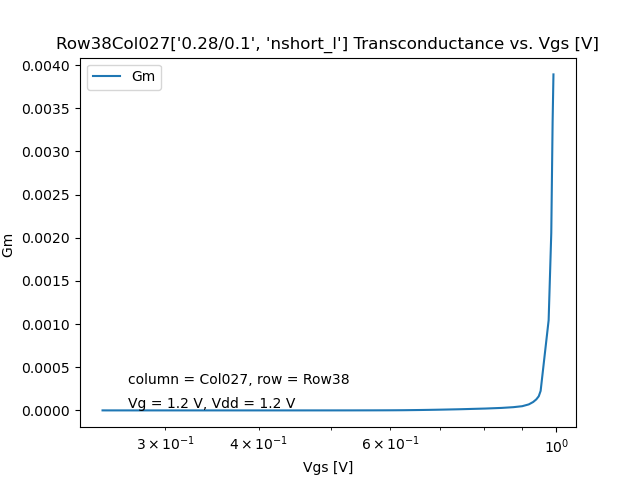 Row38Col027['0.28/0.1', 'nshort_l'] Transconductance vs. Vgs [V]
Gm
0.0040
0.0035
0.0030
0.0025
0.0020
0.0015
0.0010
0.0005
0.0000
Gm
column = Col027, row = Row38
Vg = 1.2 V, Vdd = 1.2 V
3 × 10⁻¹ 4 × 10⁻¹ 6 × 10⁻¹ 10⁰
Vgs [V]